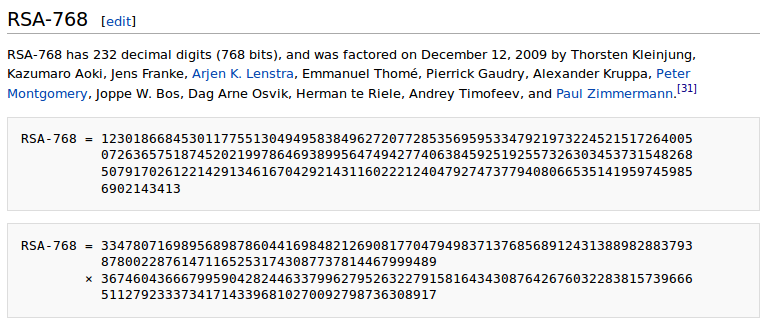 RSA-768 [edit]
RSA-768 has 232 decimal digits (768 bits), and was factored on December 12, 2009 by Thorsten Kleinjung,
Kazumaro Aoki, Jens Franke, Arjen K. Lenstra, Emmanuel Thomé, Pierrick Gaudry, Alexander Kruppa, Peter
Montgomery, Joppe W. Bos, Dag Arne Osvik, Herman te Riele, Andrey Timofeev, and Paul Zimmermann.[31]
RSA-768 = 12301866845301177551304949583849627207728535695953347921973224521517264005
07263657518745202199786469389956474942774063845925192557326303453731548268
50791702612214291346167042921431160222124047927473779408066535141959745985
6902143413
RSA-768 = 33478071698956898786044169848212690817704794983713768568912431388982883793
878002287614711652531743087737814467999489
× 36746043666799590428244633799627952632279158164343087642676032283815739666
511279233373417143396810270092798736308917